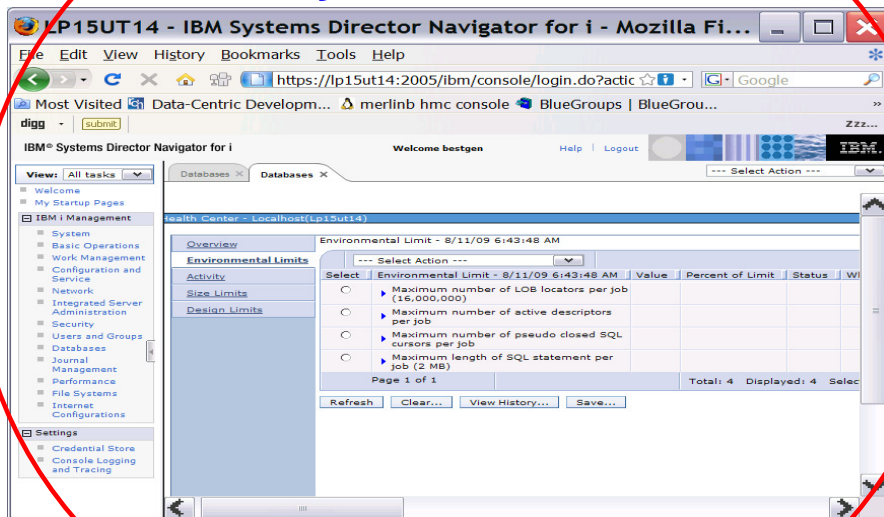 LP15UT14 - IBM Systems Director Navigator for i - Mozilla Fi...
File Edit View History Bookmarks Tools Help
https://lp15ut14:2005/ibm/console/login.do?actic
Google
Most Visited Data-Centric Developm... merlinb hmc console BlueGroups | BlueGrou... »
digg - submit Zzz...
IBM® Systems Director Navigator for i Welcome bestgen Help Logout IBM.
View: All tasks
Databases × Databases ×
--- Select Action ---
Welcome
My Startup Pages
IBM i Management
System
Basic Operations
Work Management
Configuration and
Service
Network
Integrated Server
Administration
Security
Users and Groups
Databases
Journal
Management
Performance
File Systems
Internet
Configurations
Settings
Credential Store
Console Logging
and Tracing
Health Center - Localhost(Lp15ut14)
Overview
Environmental Limits
Activity
Size Limits
Design Limits
Environmental Limit - 8/11/09 6:43:48 AM
--- Select Action ---
Select Environmental Limit - 8/11/09 6:43:48 AM Value Percent of Limit Status
Maximum number of LOB locators per job
(16,000,000)
Maximum number of active descriptors
per job
Maximum number of pseudo closed SQL
cursors per job
Maximum length of SQL statement per
job (2 MB)
Page 1 of 1 Total: 4 Displayed: 4 Selec
Refresh Clear... View History... Save...